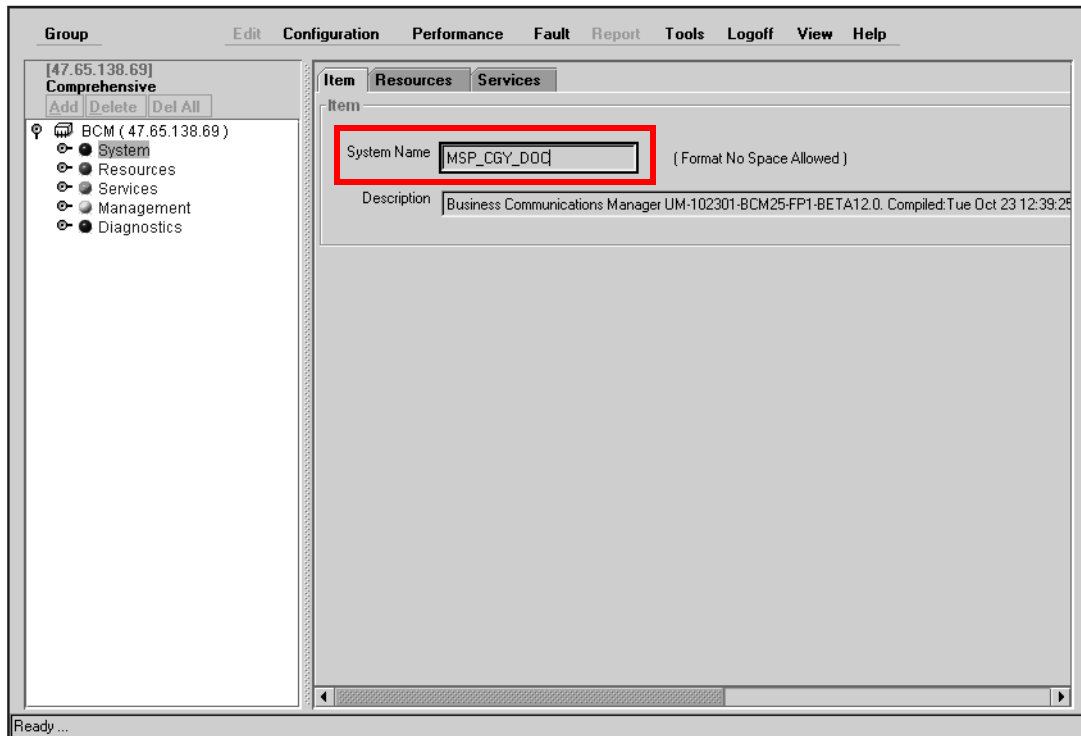 Group Edit Configuration Performance Fault Report Tools Logoff View Help
[47.65.138.69]
Comprehensive
Add Delete Del All
BCM ( 47.65.138.69 )
System
Resources
Services
Management
Diagnostics
Item Resources Services
Item
System Name MSP_CGY_DOC ( Format No Space Allowed )
Description Business Communications Manager UM-102301-BCM25-FP1-BETA12.0. Compiled:Tue Oct 23 12:39:25
Ready ...